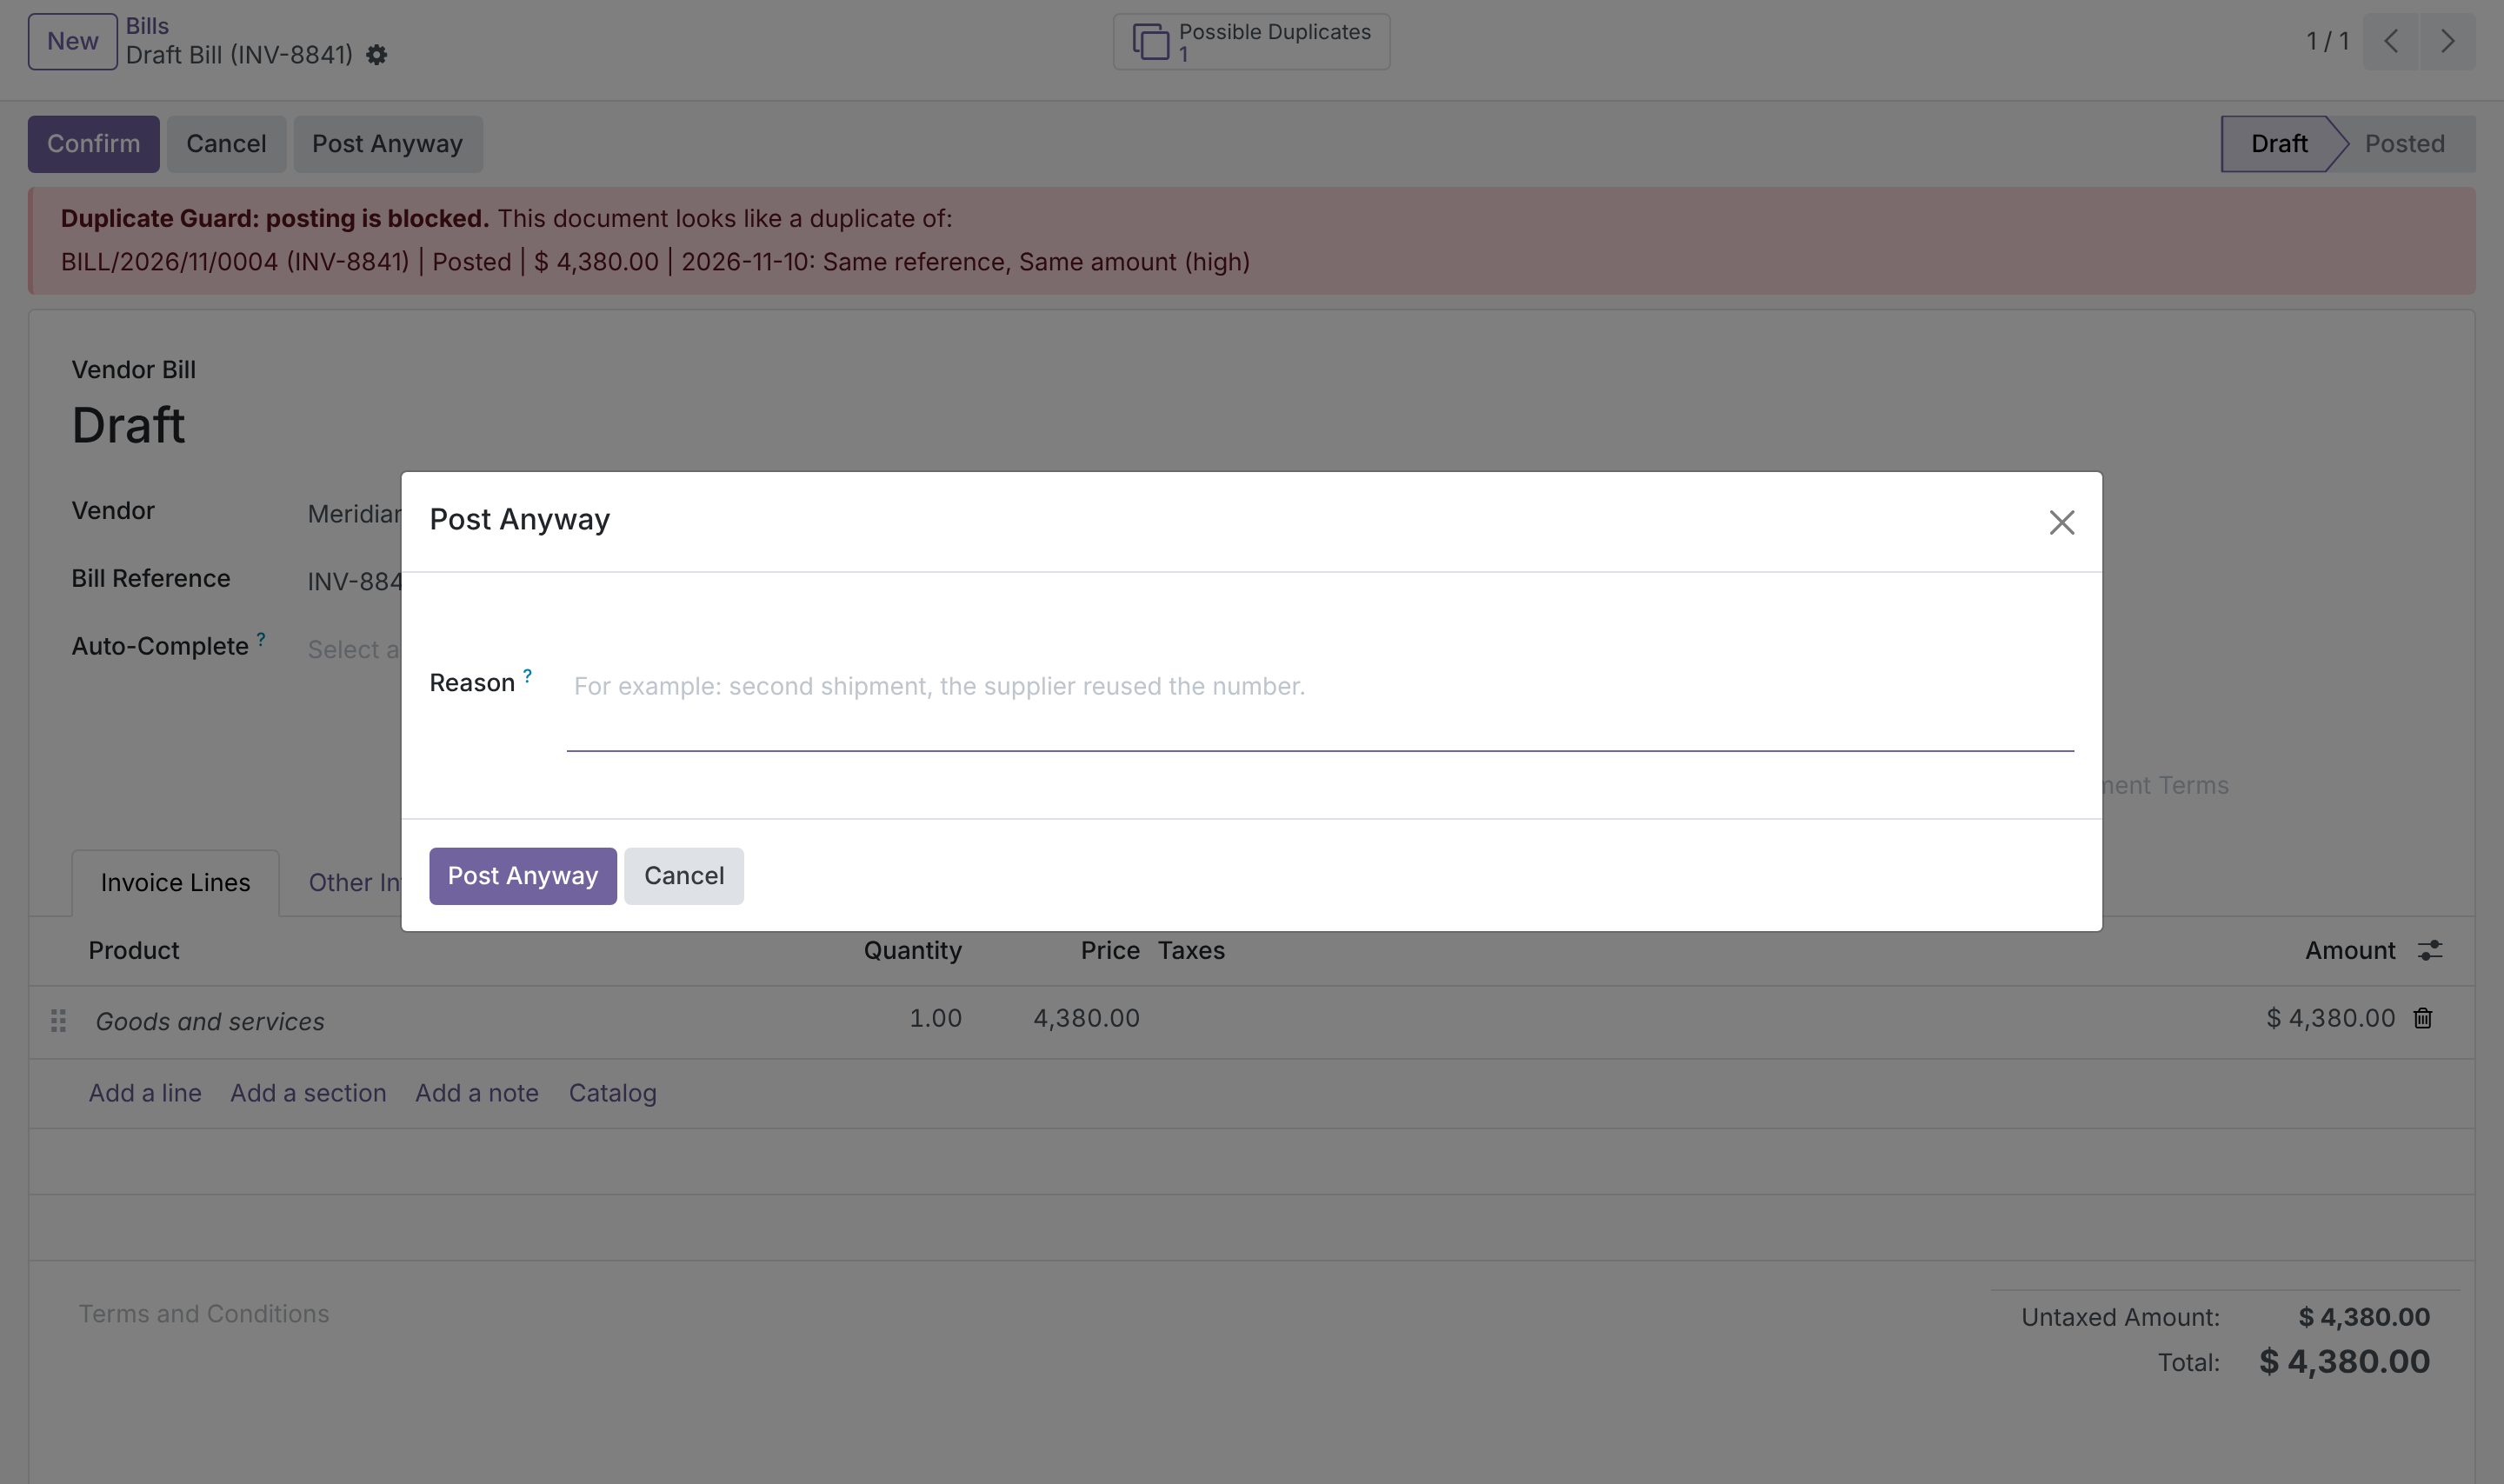 New
Bills
Draft Bill (INV-8841)
Possible Duplicates
1
1 / 1
Confirm
Cancel
Post Anyway
Draft
Posted
Duplicate Guard: posting is blocked. This document looks like a duplicate of:
BILL/2026/11/0004 (INV-8841) | Posted | $ 4,380.00 | 2026-11-10: Same reference, Same amount (high)
Vendor Bill
Draft
Vendor
Bill Reference
INV-884
Auto-Complete ?
Select a
Post Anyway
Reason ?
For example: second shipment, the supplier reused the number.
Post Anyway
Cancel
Terms
Invoice Lines
Other
Product
Quantity
Price
Taxes
Amount
Goods and services
1.00
4,380.00
$ 4,380.00
Add a line
Add a section
Add a note
Catalog
Terms and Conditions
Untaxed Amount:
$ 4,380.00
Total:
$ 4,380.00